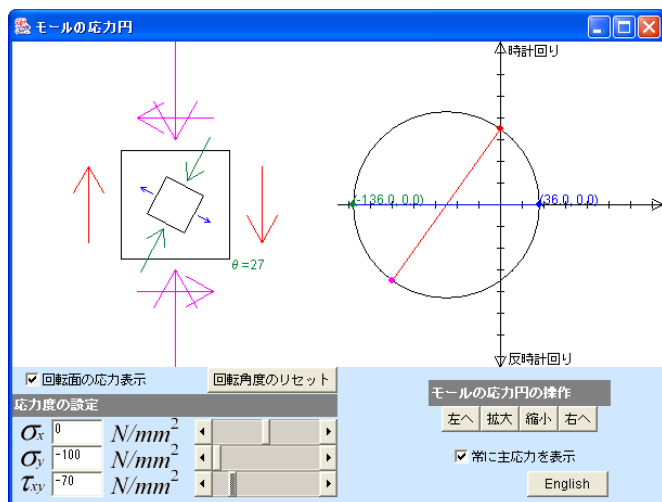 モールの応力円
時計回り
(-136.0, 0.0)
(36.0, 0.0)
θ=27
反時計回り
回転面の応力表示
回転角度のリセット
応力度の設定
σx 0 N/mm²
σy -100 N/mm²
τxy -70 N/mm²
モールの応力円の操作
左へ 拡大 縮小 右へ
常に主応力を表示
English